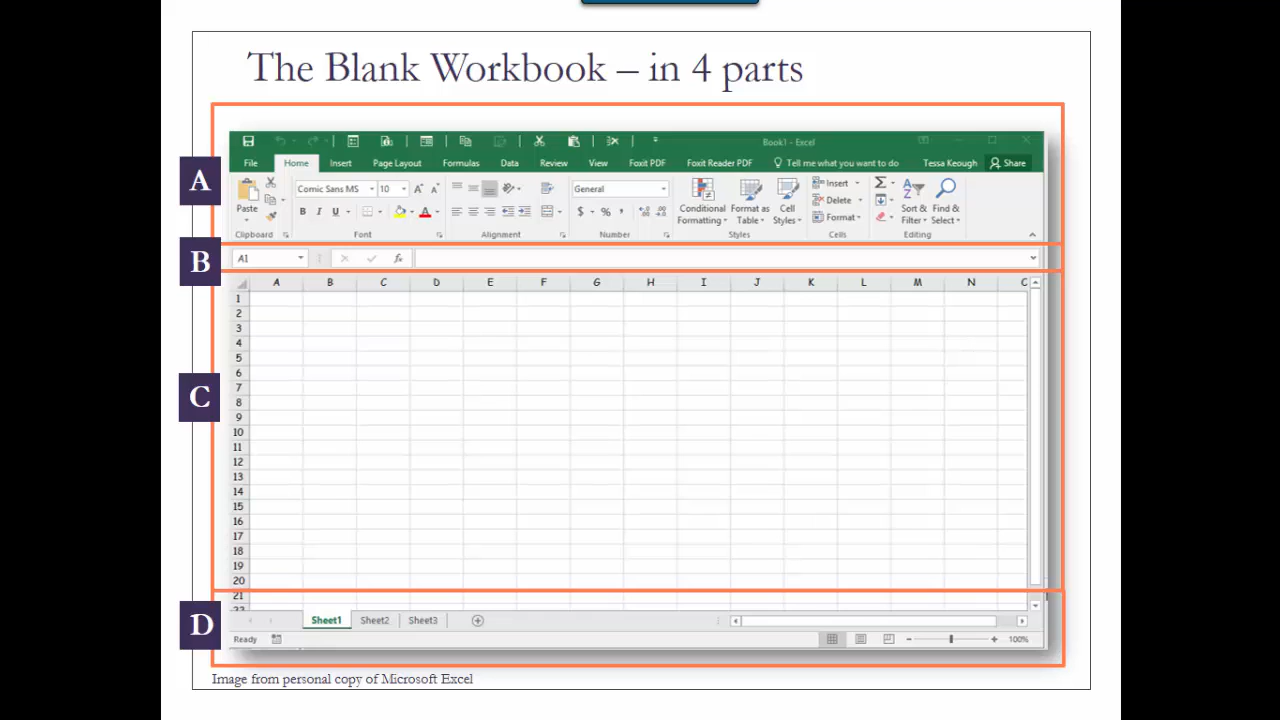 The Blank Workbook – in 4 parts
Book1 - Excel
File Home Insert Page Layout Formulas Data Review View Foxit PDF Foxit Reader PDF Tell me what you want to do Tessa Keough Share
A
Comic Sans MS 10 General
Insert
Delete
Format
Paste
B I U A $ % ,
Conditional Formatting
Format as Table
Cell Styles
Sort & Filter
Find & Select
Clipboard Font Alignment Number Styles Cells Editing
B
A1 fx
A B C D E F G H I J K L M N
1
2
3
4
5
6
7
8
C
9
10
11
12
13
14
15
16
17
18
19
20
21
22
D
Sheet1 Sheet2 Sheet3
Ready 100%
Image from personal copy of Microsoft Excel